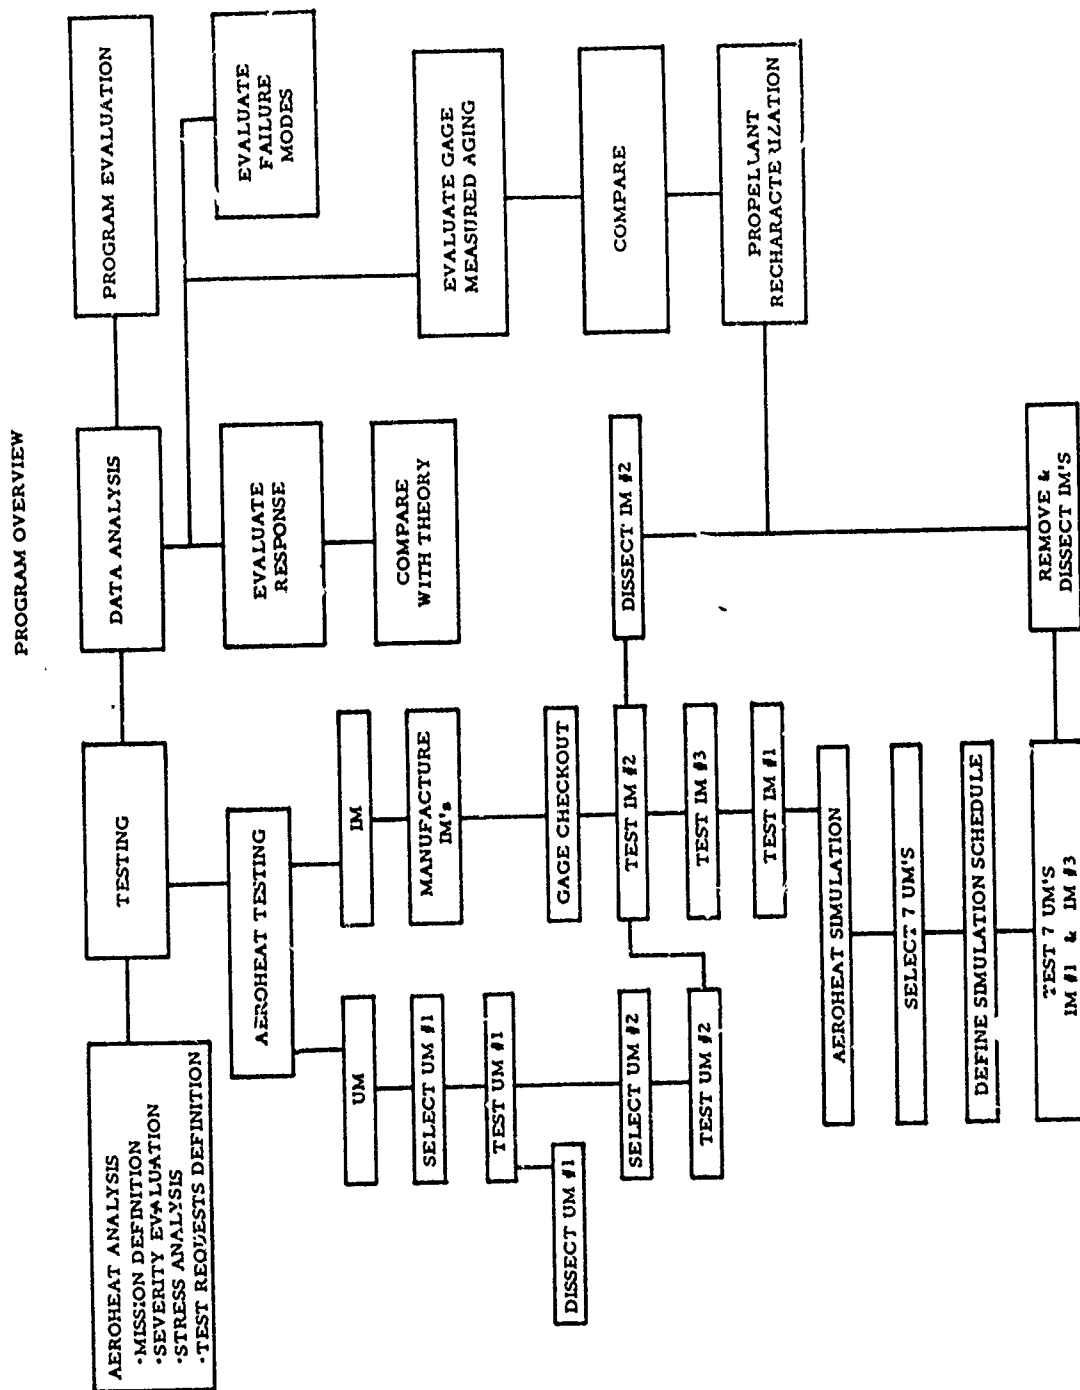 PROGRAM OVERVIEW
AEROHEAT ANALYSIS
·MISSION DEFINITION
·SEVERITY EVALUATION
·STRESS ANALYSIS
·TEST REQUESTS DEFINITION
TESTING
DATA ANALYSIS
PROGRAM EVALUATION
AEROHEAT TESTING
EVALUATE
RESPONSE
EVALUATE
FAILURE
MODES
UM
IM
COMPARE
WITH THEORY
SELECT UM #1
MANUFACTURE
IM's
EVALUATE GAGE
MEASURED AGING
TEST UM #1
DISSECT UM #1
GAGE CHECKOUT
SELECT UM #2
TEST IM #2
DISSECT IM #2
COMPARE
TEST UM #2
TEST IM #3
TEST IM #1
PROPELLANT
RECHARACTE UZATION
AEROHEAT SIMULATION
SELECT 7 UM'S
DEFINE SIMULATION SCHEDULE
TEST 7 UM'S
IM #1 & IM #3
REMOVE &
DISSECT IM'S